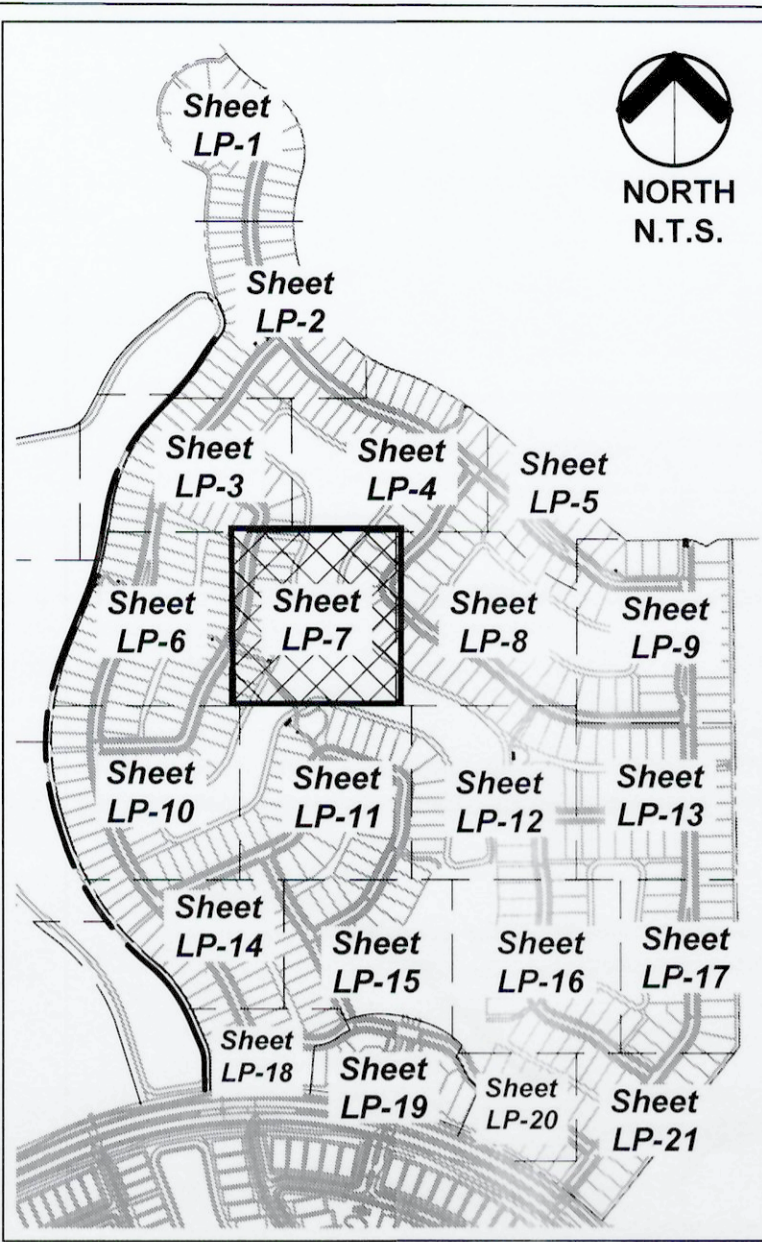 Sheet
LP-1
NORTH
N.T.S.
Sheet
LP-2
Sheet
LP-3
Sheet
LP-4
Sheet
LP-5
Sheet
LP-6
Sheet
LP-7
Sheet
LP-8
Sheet
LP-9
Sheet
LP-10
Sheet
LP-11
Sheet
LP-12
Sheet
LP-13
Sheet
LP-14
Sheet
LP-15
Sheet
LP-16
Sheet
LP-17
Sheet
LP-18
Sheet
LP-19
Sheet
LP-20
Sheet
LP-21